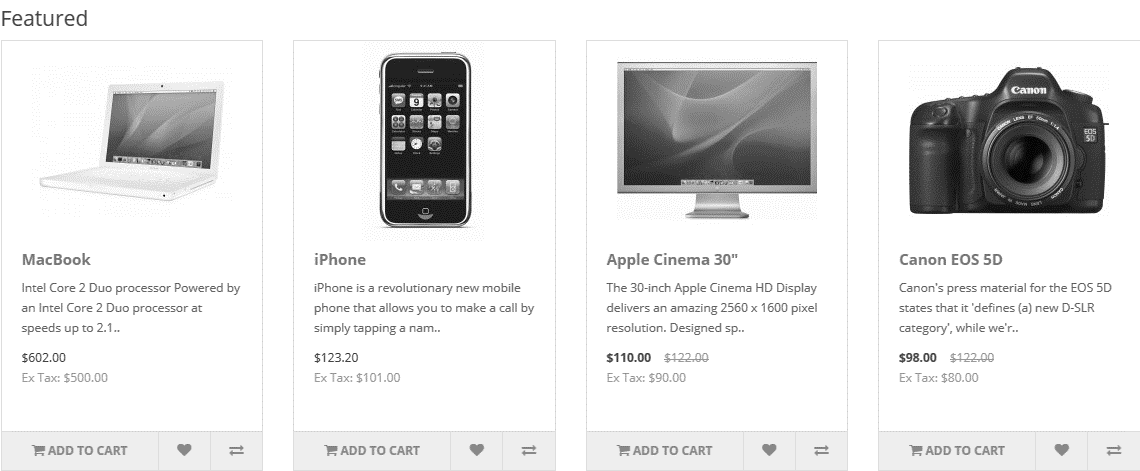 Featured
Canon
EOS
5D
MacBook
Intel Core 2 Duo processor Powered by
an Intel Core 2 Duo processor at
speeds up to 2.1..
$602.00
Ex Tax: $500.00
ADD TO CART
iPhone
iPhone is a revolutionary new mobile
phone that allows you to make a call by
simply tapping a nam..
$123.20
Ex Tax: $101.00
ADD TO CART
Apple Cinema 30"
The 30-inch Apple Cinema HD Display
delivers an amazing 2560 x 1600 pixel
resolution. Designed sp..
$110.00 $122.00
Ex Tax: $90.00
ADD TO CART
Canon EOS 5D
Canon's press material for the EOS 5D
states that it 'defines (a) new D-SLR
category', while we'r..
$98.00 $122.00
Ex Tax: $80.00
ADD TO CART